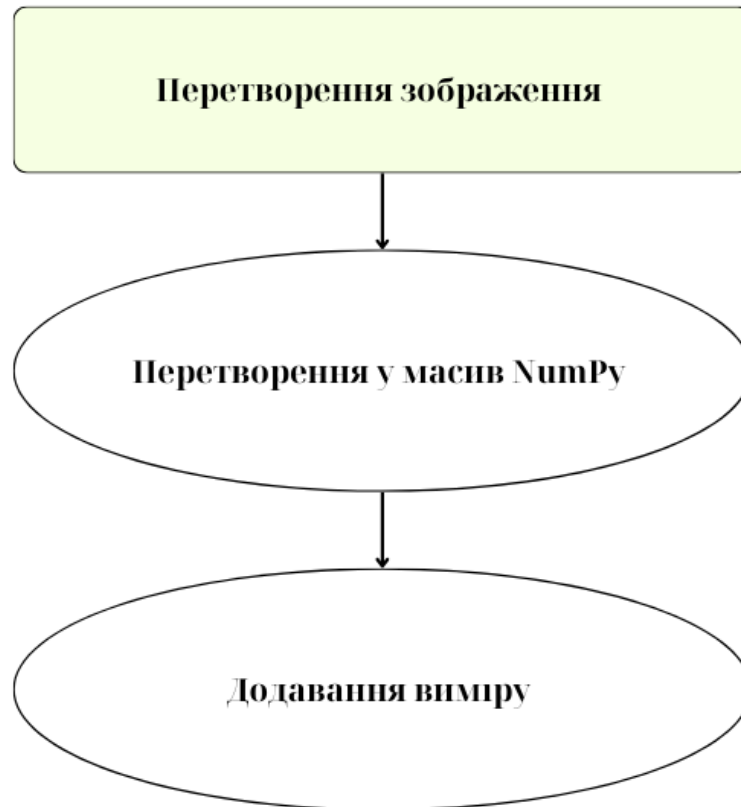 Перетворення зображення
Перетворення у масив NumPy
Додавання виміру